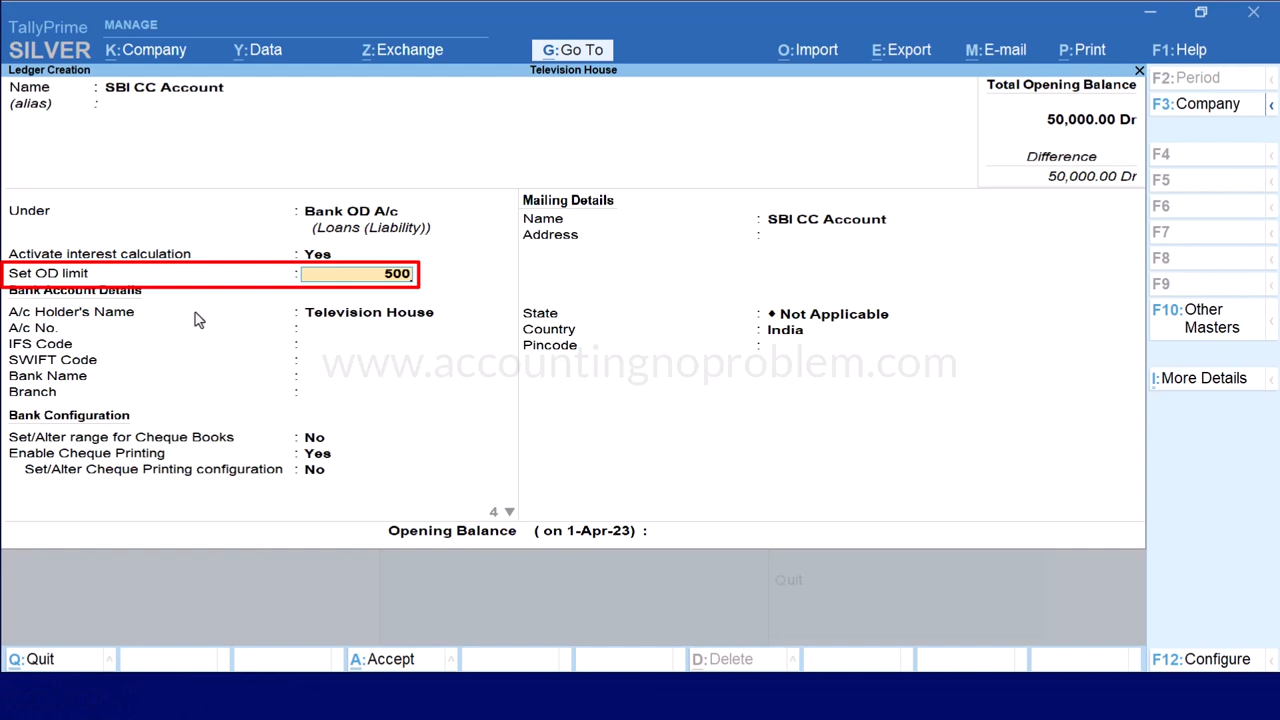 TallyPrime MANAGE
SILVER K:Company Y:Data Z:Exchange G:Go To O:Import E:Export M:E-mail P:Print F1:Help
Ledger Creation Television House
Name : SBI CC Account
(alias) :
Total Opening Balance
50,000.00 Dr
Difference
50,000.00 Dr
Under : Bank OD A/c
(Loans (Liability))
Activate interest calculation : Yes
Set OD limit : 500
Bank Account Details
A/c Holder's Name : Television House
A/c No. :
IFS Code :
SWIFT Code :
Bank Name :
Branch :
Bank Configuration
Set/Alter range for Cheque Books : No
Enable Cheque Printing : Yes
Set/Alter Cheque Printing configuration : No
4 ▼
Mailing Details
Name : SBI CC Account
Address :
State : ♦ Not Applicable
Country : India
Pincode :
www.accountingnoproblem.com
Opening Balance ( on 1-Apr-23) :
Quit
F2:Period
F3:Company
F4
F5
F6
F7
F8
F9
F10:Other
Masters
I:More Details
Q:Quit A:Accept D:Delete F12:Configure